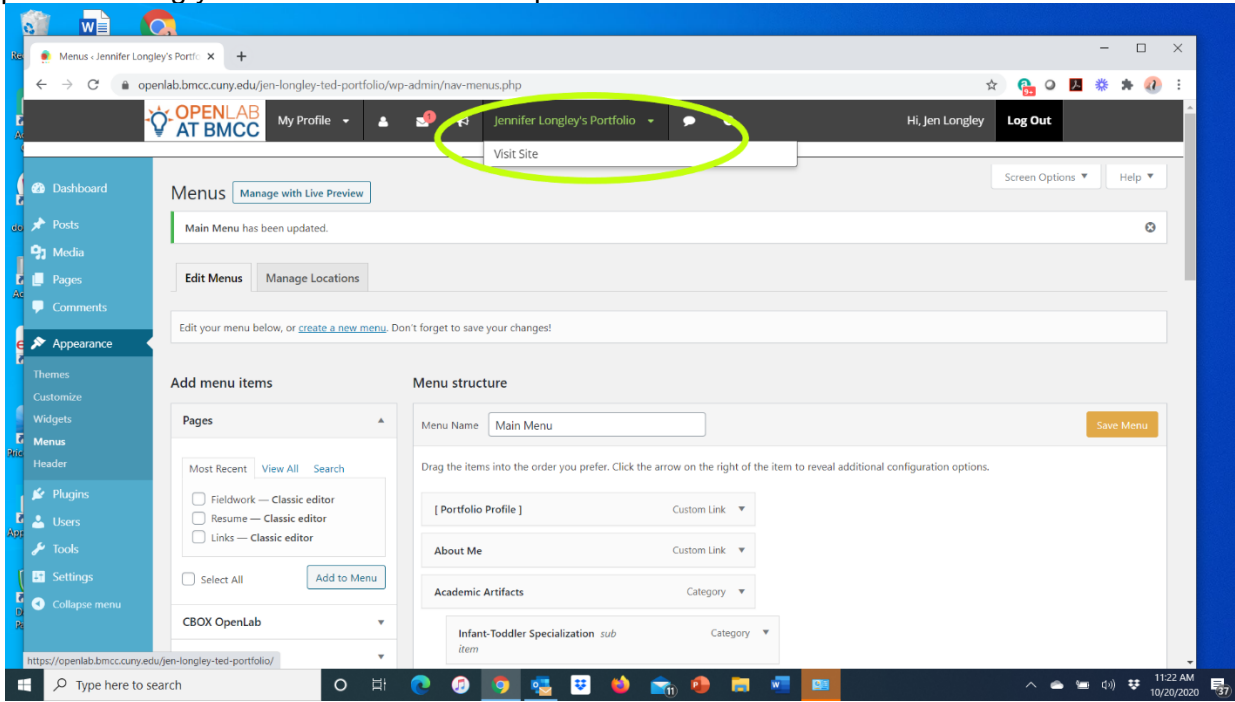 Menus ‹ Jennifer Longley's Portfo
openlab.bmcc.cuny.edu/jen-longley-ted-portfolio/wp-admin/nav-menus.php
9+
OPENLAB
AT BMCC
My Profile
Jennifer Longley's Portfolio
Hi, Jen Longley
Log Out
Visit Site
Screen Options
Help
Dashboard
Menus
Manage with Live Preview
Posts
Main Menu has been updated.
Media
Pages
Edit Menus
Manage Locations
Comments
Edit your menu below, or create a new menu. Don't forget to save your changes!
Appearance
Themes
Customize
Widgets
Menus
Header
Plugins
Users
Tools
Settings
Collapse menu
Add menu items
Pages
Most Recent
View All
Search
Fieldwork — Classic editor
Resume — Classic editor
Links — Classic editor
Select All
Add to Menu
CBOX OpenLab
Menu structure
Menu Name
Main Menu
Save Menu
Drag the items into the order you prefer. Click the arrow on the right of the item to reveal additional configuration options.
[ Portfolio Profile ]
Custom Link
About Me
Custom Link
Academic Artifacts
Category
Infant-Toddler Specialization sub
item
Category
https://openlab.bmcc.cuny.edu/jen-longley-ted-portfolio/
Type here to search
11
11:22 AM
10/20/2020
37